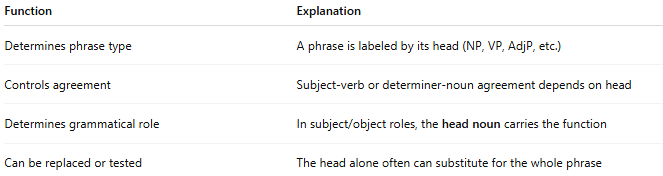 Function Explanation
Determines phrase type A phrase is labeled by its head (NP, VP, AdjP, etc.)
Controls agreement Subject-verb or determiner-noun agreement depends on head
Determines grammatical role In subject/object roles, the head noun carries the function
Can be replaced or tested The head alone often can substitute for the whole phrase